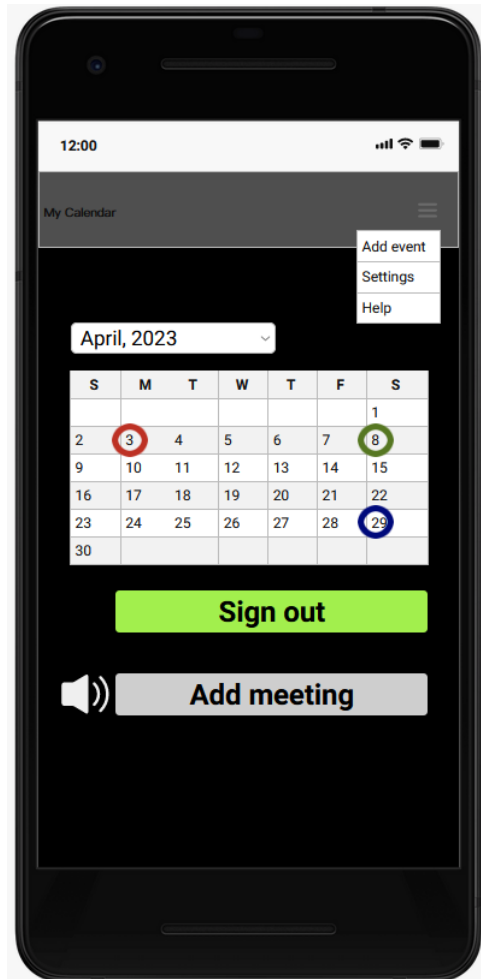 12:00
My Calendar
Add event
Settings
Help
April, 2023
S M T W T F S
1
2 3 4 5 6 7 8
9 10 11 12 13 14 15
16 17 18 19 20 21 22
23 24 25 26 27 28 29
30
Sign out
Add meeting